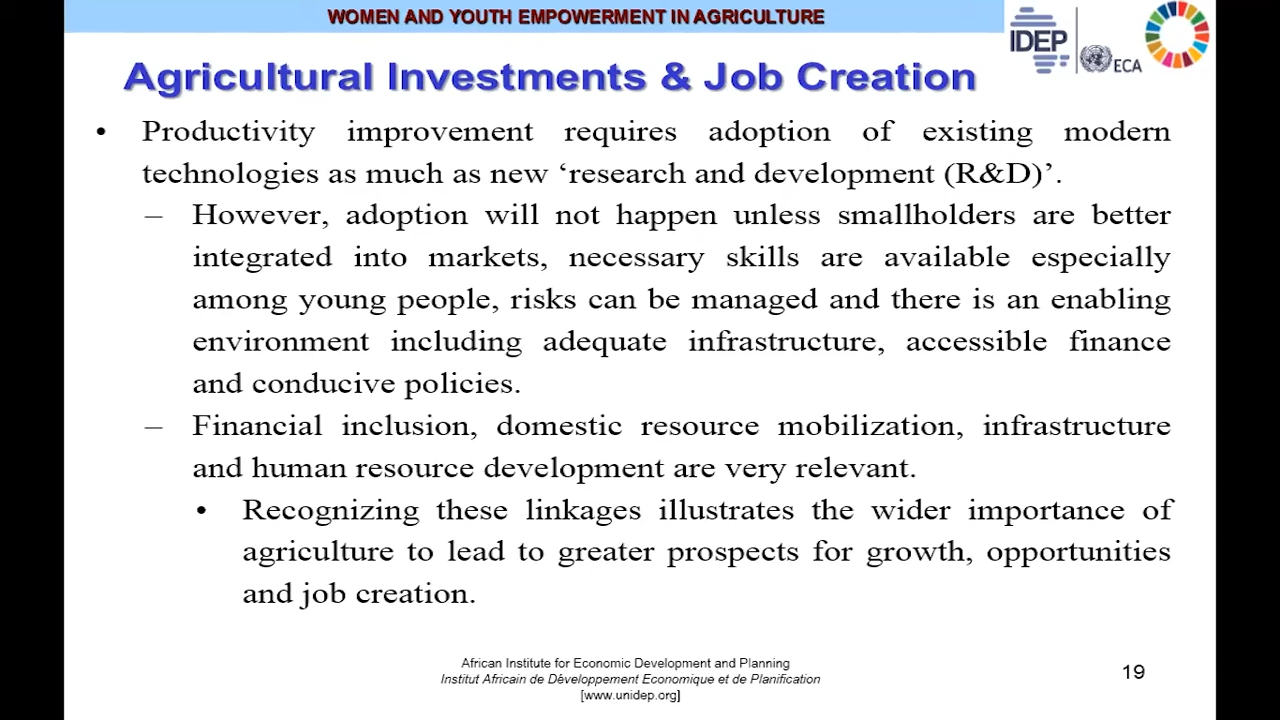 WOMEN AND YOUTH EMPOWERMENT IN AGRICULTURE
IDEP
ECA
Agricultural Investments & Job Creation
• Productivity improvement requires adoption of existing modern
technologies as much as new ‘research and development (R&D)’.
– However, adoption will not happen unless smallholders are better
integrated into markets, necessary skills are available especially
among young people, risks can be managed and there is an enabling
environment including adequate infrastructure, accessible finance
and conducive policies.
– Financial inclusion, domestic resource mobilization, infrastructure
and human resource development are very relevant.
• Recognizing these linkages illustrates the wider importance of
agriculture to lead to greater prospects for growth, opportunities
and job creation.
African Institute for Economic Development and Planning
Institut Africain de Développement Economique et de Planification
[www.unidep.org]
19